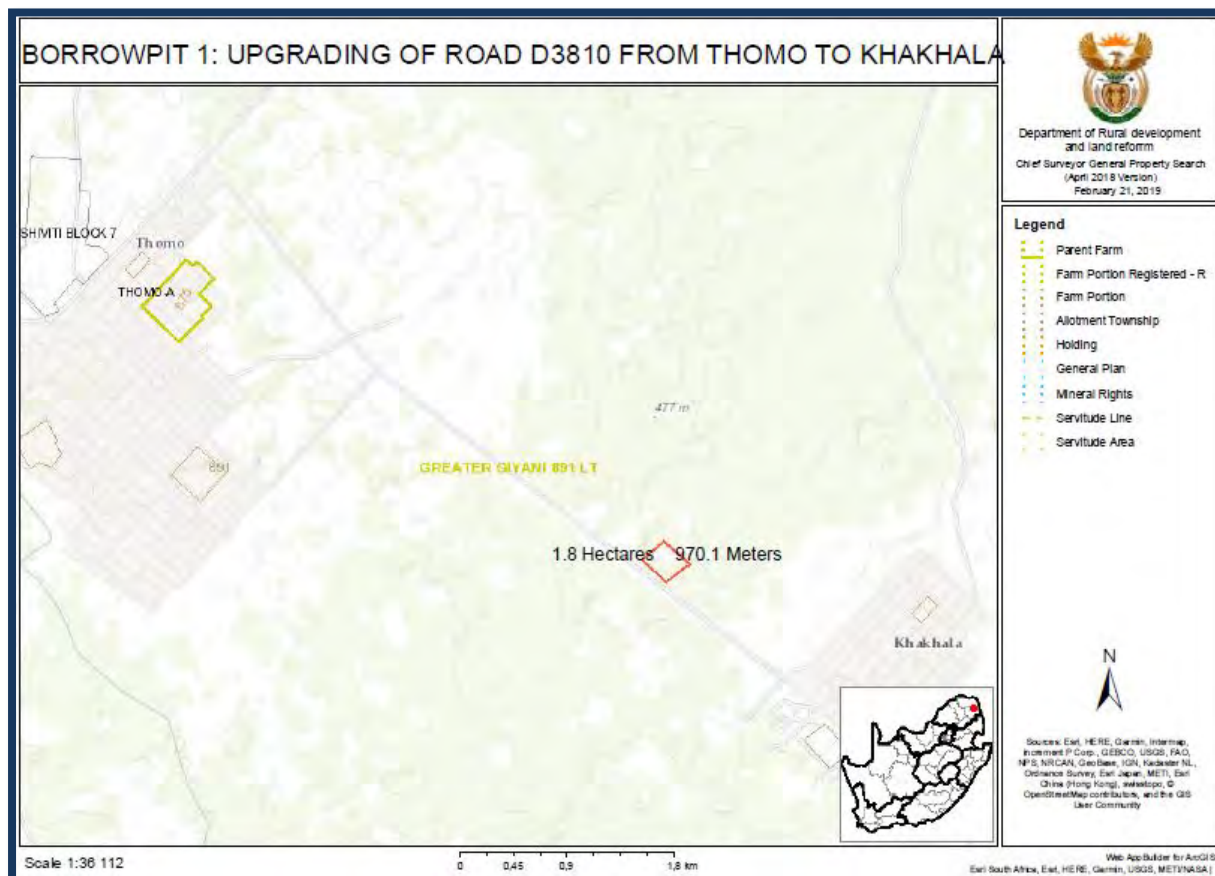 BORROWPIT 1: UPGRADING OF ROAD D3810 FROM THOMO TO KHAKHALA
Department of Rural development
and land reform
Chief Surveyor General Property Search
(April 2018 Version)
February 21, 2019
SHIVITI BLOCK 7
Thomo
THOMO-A
675
891
477 m
GREATER GIYANI 891 LT
1.8 Hectares
970.1 Meters
Khakhala
Legend
Parent Farm
Farm Portion Registered - R
Farm Portion
Allotment Township
Holding
General Plan
Mineral Rights
Servitude Line
Servitude Area
N
Sources: Esri, HERE, Garmin, Intermap,
increment P Corp., GEBCO, USGS, FAO,
NPS, NRCAN, GeoBase, IGN, Kadaster NL,
Ordnance Survey, Esri Japan, METI, Esri
China (Hong Kong), swisstopo, ©
OpenStreetMap contributors, and the GIS
User Community
Scale 1:36 112
0 0,45 0,9 1,8 km
Web AppBuilder for ArcGIS
Esri South Africa, Esri, HERE, Garmin, USGS, METI/NASA |